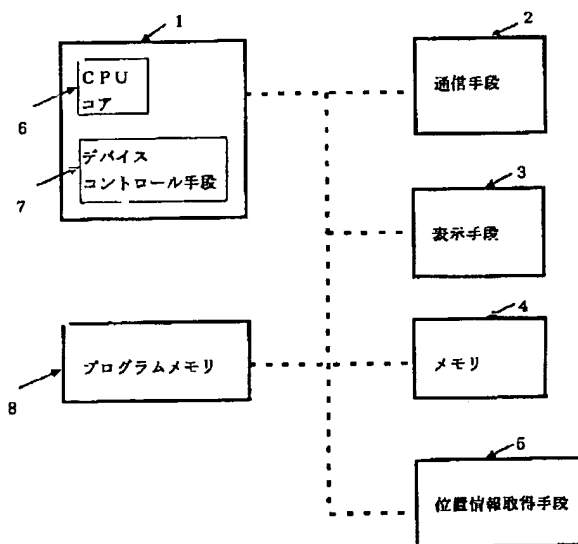 1
CPU
コア
6
デバイス
コントロール手段
7
2
通信手段
3
表示手段
4
メモリ
プログラムメモリ
8
5
位置情報取得手段